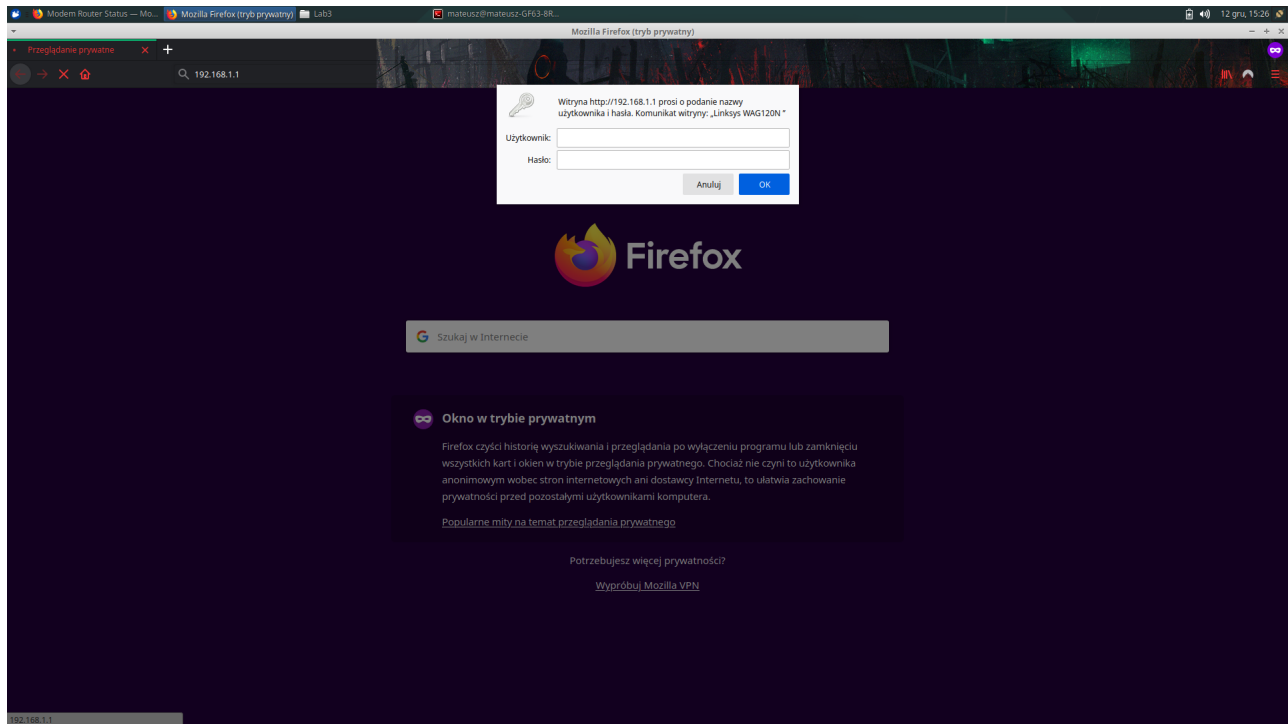 Modem Router Status — Mo...
Mozilla Firefox (tryb prywatny)
Lab3
mateusz@mateusz-GF63-8R...
12 gru, 15:26
Mozilla Firefox (tryb prywatny)
Przeglądanie prywatne
192.168.1.1
Witryna http://192.168.1.1 prosi o podanie nazwy
użytkownika i hasła. Komunikat witryny: „Linksys WAG120N ”
Użytkownik:
Hasło:
Anuluj
OK
Firefox
Szukaj w Internecie
Okno w trybie prywatnym
Firefox czyści historię wyszukiwania i przeglądania po wyłączeniu programu lub zamknięciu
wszystkich kart i okien w trybie przeglądania prywatnego. Chociaż nie czyni to użytkownika
anonimowym wobec stron internetowych ani dostawcy Internetu, to ułatwia zachowanie
prywatności przed pozostałymi użytkownikami komputera.
Popularne mity na temat przeglądania prywatnego
Potrzebujesz więcej prywatności?
Wypróbuj Mozilla VPN
192.168.1.1